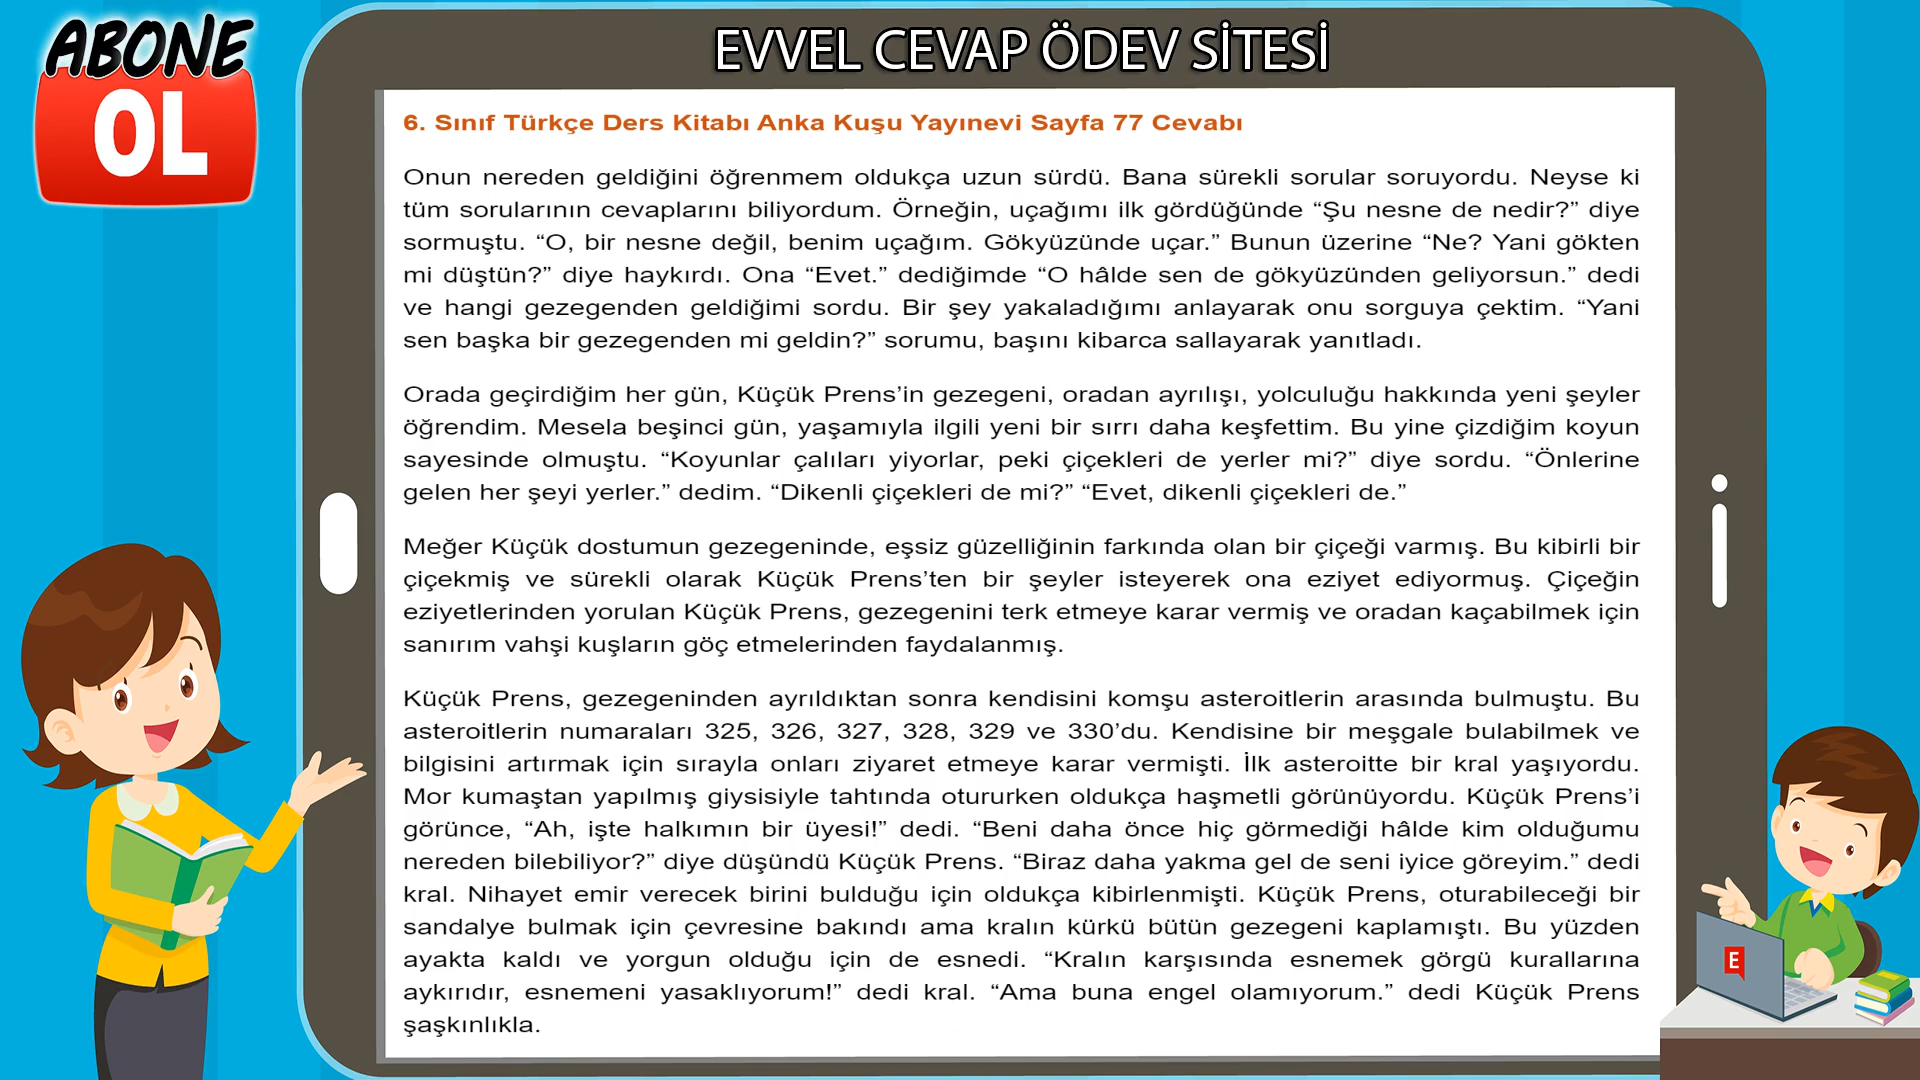 ABONE
OL
EVVEL CEVAP ÖDEV SİTESİ
6. Sınıf Türkçe Ders Kitabı Anka Kuşu Yayınevi Sayfa 77 Cevabı
Onun nereden geldiğini öğrenmem oldukça uzun sürdü. Bana sürekli sorular soruyordu. Neyse ki
tüm sorularının cevaplarını biliyordum. Örneğin, uçağımı ilk gördüğünde “Şu nesne de nedir?” diye
sormuştu. “O, bir nesne değil, benim uçağım. Gökyüzünde uçar.” Bunun üzerine “Ne? Yani gökten
mi düştün?” diye haykırdı. Ona “Evet.” dediğimde “O hâlde sen de gökyüzünden geliyorsun.” dedi
ve hangi gezegenden geldiğimi sordu. Bir şey yakaladığımı anlayarak onu sorguya çektim. “Yani
sen başka bir gezegenden mi geldin?” sorumu, başını kibarca sallayarak yanıtladı.
Orada geçirdiğim her gün, Küçük Prens’in gezegeni, oradan ayrılışı, yolculuğu hakkında yeni şeyler
öğrendim. Mesela beşinci gün, yaşamıyla ilgili yeni bir sırrı daha keşfettim. Bu yine çizdiğim koyun
sayesinde olmuştu. “Koyunlar çalıları yiyorlar, peki çiçekleri de yerler mi?” diye sordu. “Önlerine
gelen her şeyi yerler.” dedim. “Dikenli çiçekleri de mi?” “Evet, dikenli çiçekleri de.”
Meğer Küçük dostumun gezegeninde, eşsiz güzelliğinin farkında olan bir çiçeği varmış. Bu kibirli bir
çiçekmiş ve sürekli olarak Küçük Prens’ten bir şeyler isteyerek ona eziyet ediyormuş. Çiçeğin
eziyetlerinden yorulan Küçük Prens, gezegenini terk etmeye karar vermiş ve oradan kaçabilmek için
sanırım vahşi kuşların göç etmelerinden faydalanmış.
Küçük Prens, gezegeninden ayrıldıktan sonra kendisini komşu asteroitlerin arasında bulmuştu. Bu
asteroitlerin numaraları 325, 326, 327, 328, 329 ve 330’du. Kendisine bir meşgale bulabilmek ve
bilgisini artırmak için sırayla onları ziyaret etmeye karar vermişti. İlk asteroitte bir kral yaşıyordu.
Mor kumaştan yapılmış giysisiyle tahtında otururken oldukça haşmetli görünüyordu. Küçük Prens’i
görünce, “Ah, işte halkımın bir üyesi!” dedi. “Beni daha önce hiç görmediği hâlde kim olduğumu
nereden bilebiliyor?” diye düşündü Küçük Prens. “Biraz daha yakma gel de seni iyice göreyim.” dedi
kral. Nihayet emir verecek birini bulduğu için oldukça kibirlenmişti. Küçük Prens, oturabileceği bir
sandalye bulmak için çevresine bakındı ama kralın kürkü bütün gezegeni kaplamıştı. Bu yüzden
ayakta kaldı ve yorgun olduğu için de esnedi. “Kralın karşısında esnemek görgü kurallarına
aykırıdır, esnemeni yasaklıyorum!” dedi kral. “Ama buna engel olamıyorum.” dedi Küçük Prens
şaşkınlıkla.
E